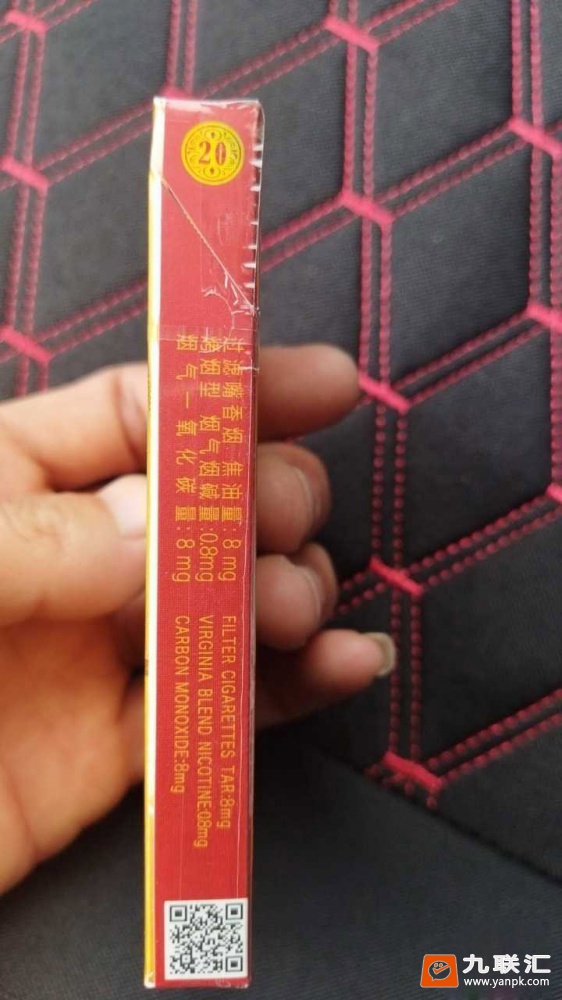 20
过滤嘴香烟 焦油量:8mg
烤烟型 烟气烟碱量:0.8mg
烟气一氧化碳量:8mg
FILTER CIGARETTES TAR:8mg
VIRGINIA BLEND NICOTINE:0.8mg
CARBON MONOXIDE:8mg
九联汇
www.yanpk.com